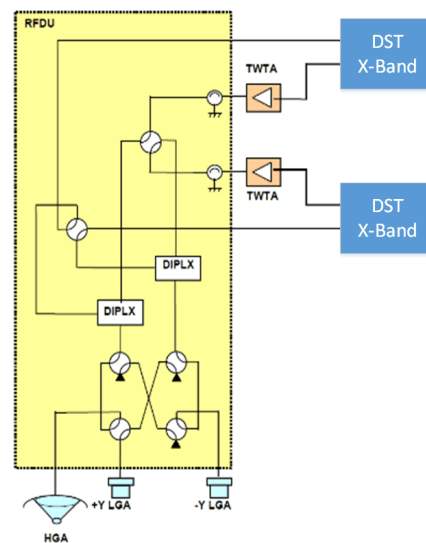 RFDU
DST
X-Band
TWTA
TWTA
DST
X-Band
DIPLX
DIPLX
+Y LGA
-Y LGA
HGA